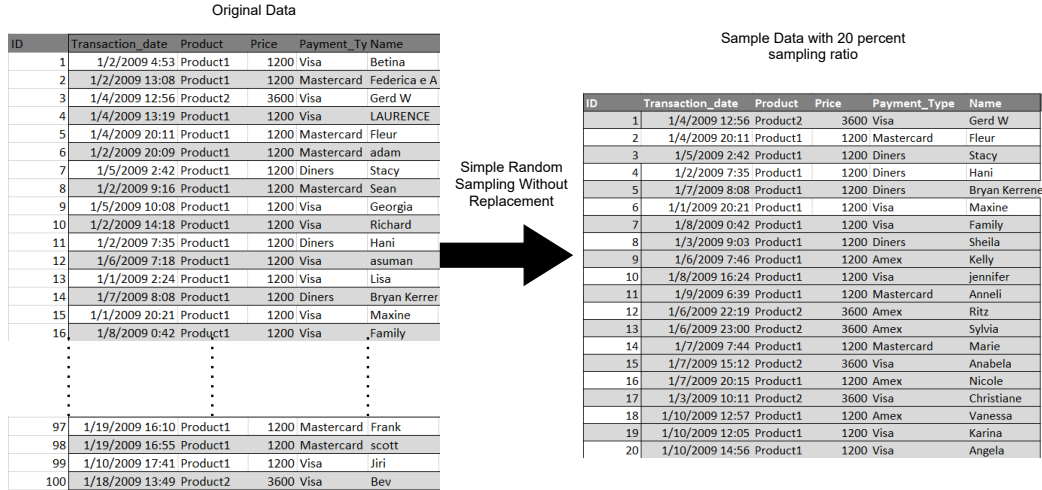 Original Data
ID Transaction_date Product Price Payment_Ty Name
1 1/2/2009 4:53 Product1 1200 Visa Betina
2 1/2/2009 13:08 Product1 1200 Mastercard Federica e A
3 1/4/2009 12:56 Product2 3600 Visa Gerd W
4 1/4/2009 13:19 Product1 1200 Visa LAURENCE
5 1/4/2009 20:11 Product1 1200 Mastercard Fleur
6 1/2/2009 20:09 Product1 1200 Mastercard adam
7 1/5/2009 2:42 Product1 1200 Diners Stacy
8 1/2/2009 9:16 Product1 1200 Mastercard Sean
9 1/5/2009 10:08 Product1 1200 Visa Georgia
10 1/2/2009 14:18 Product1 1200 Visa Richard
11 1/2/2009 7:35 Product1 1200 Diners Hani
12 1/6/2009 7:18 Product1 1200 Visa asuman
13 1/1/2009 2:24 Product1 1200 Visa Lisa
14 1/7/2009 8:08 Product1 1200 Diners Bryan Kerrer
15 1/1/2009 20:21 Product1 1200 Visa Maxine
16 1/8/2009 0:42 Product1 1200 Visa Family
97 1/19/2009 16:10 Product1 1200 Mastercard Frank
98 1/19/2009 16:55 Product1 1200 Mastercard scott
99 1/10/2009 17:41 Product1 1200 Visa Jiri
100 1/18/2009 13:49 Product2 3600 Visa Bev
Simple Random
Sampling Without
Replacement
Sample Data with 20 percent
sampling ratio
ID Transaction_date Product Price Payment_Type Name
1 1/4/2009 12:56 Product2 3600 Visa Gerd W
2 1/4/2009 20:11 Product1 1200 Mastercard Fleur
3 1/5/2009 2:42 Product1 1200 Diners Stacy
4 1/2/2009 7:35 Product1 1200 Diners Hani
5 1/7/2009 8:08 Product1 1200 Diners Bryan Kerrene
6 1/1/2009 20:21 Product1 1200 Visa Maxine
7 1/8/2009 0:42 Product1 1200 Visa Family
8 1/3/2009 9:03 Product1 1200 Diners Sheila
9 1/6/2009 7:46 Product1 1200 Amex Kelly
10 1/8/2009 16:24 Product1 1200 Visa jennifer
11 1/9/2009 6:39 Product1 1200 Mastercard Anneli
12 1/6/2009 22:19 Product2 3600 Amex Ritz
13 1/6/2009 23:00 Product2 3600 Amex Sylvia
14 1/7/2009 7:44 Product1 1200 Mastercard Marie
15 1/7/2009 15:12 Product2 3600 Visa Anabela
16 1/7/2009 20:15 Product1 1200 Amex Nicole
17 1/3/2009 10:11 Product2 3600 Visa Christiane
18 1/10/2009 12:57 Product1 1200 Amex Vanessa
19 1/10/2009 12:05 Product1 1200 Visa Karina
20 1/10/2009 14:56 Product1 1200 Visa Angela